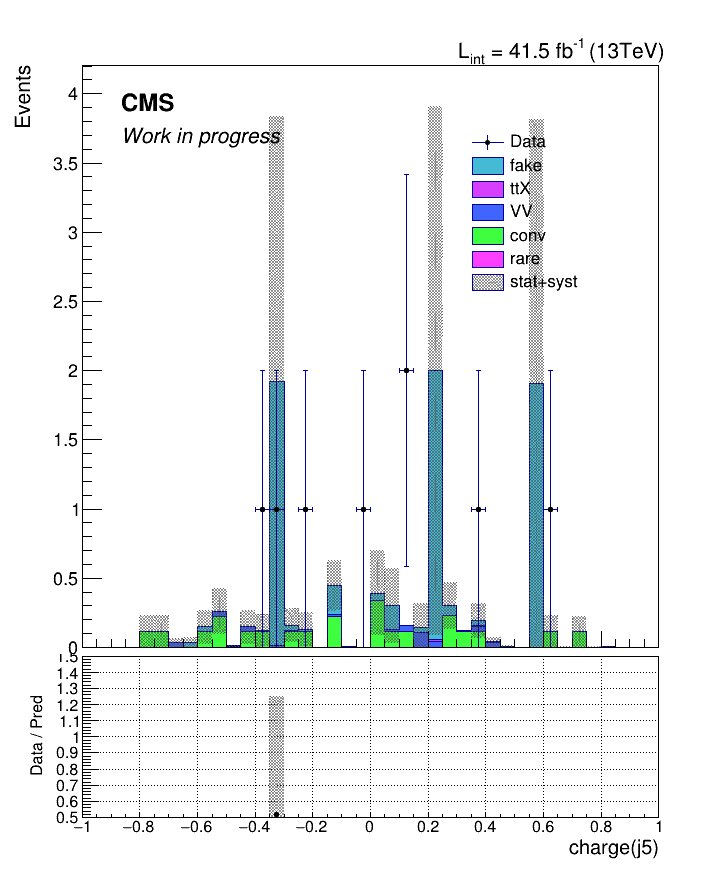 L_int = 41.5 fb^-1 (13TeV)
Events
CMS
Work in progress
Data
fake
ttX
VV
conv
rare
stat+syst
4
3.5
3
2.5
2
1.5
1
0.5
0
Data / Pred
1.5
1.4
1.3
1.2
1.1
1
0.9
0.8
0.7
0.6
0.5
−1 −0.8 −0.6 −0.4 −0.2 0 0.2 0.4 0.6 0.8 1
charge(j5)